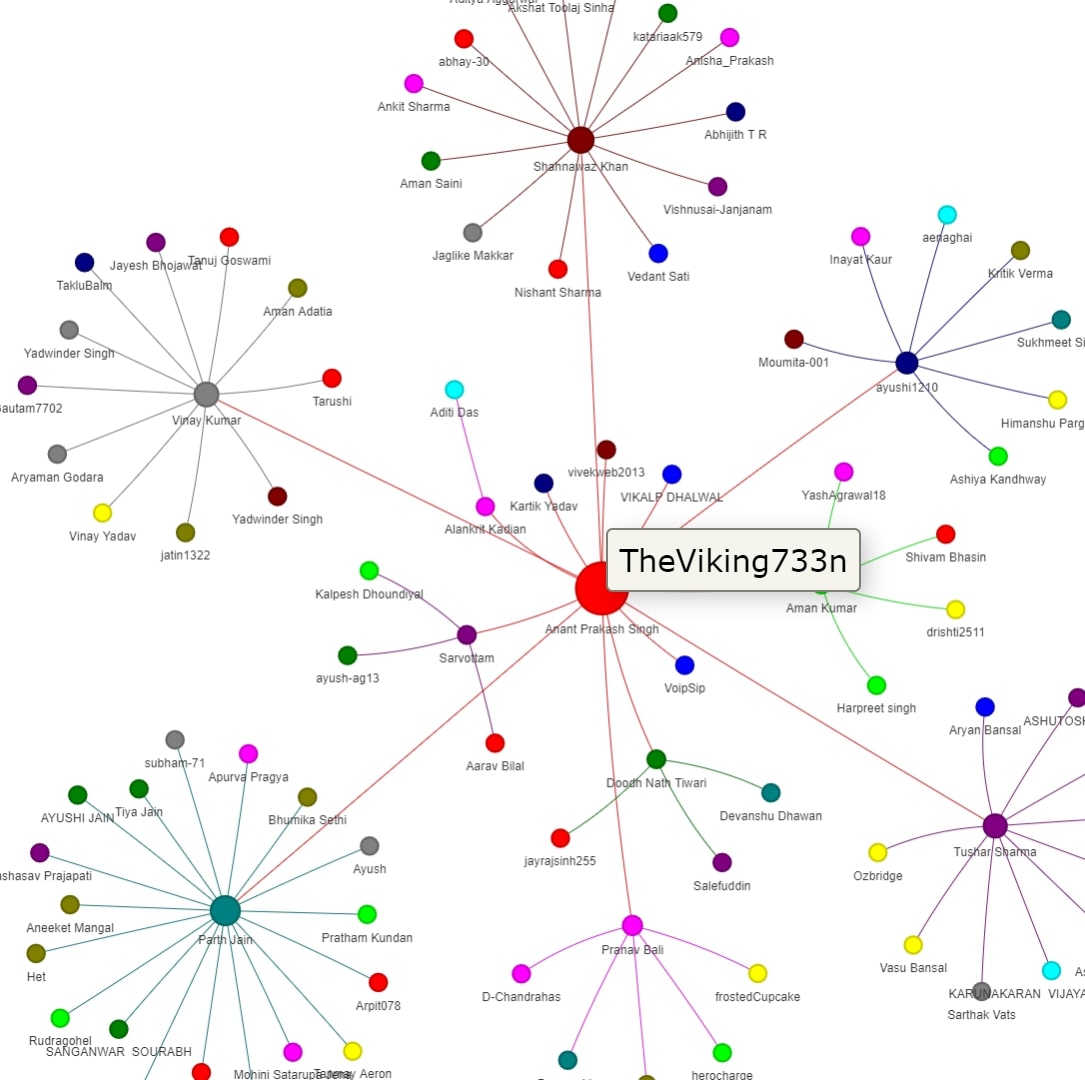 Akshat Toolaj Sinha
katariaak579
abhay-30
Anisha_Prakash
Ankit Sharma
Abhijith T R
Shahnawaz Khan
Aman Saini
Vishnusai-Janjanam
aenaghai
Jaglike Makkar
Inayat Kaur
Tanuj Goswami
Jayesh Bhojawat
Kritik Verma
Vedant Sati
TakluBalm
Nishant Sharma
Aman Adatia
Yadwinder Singh
Sukhmeet Si
Moumita-001
ayushi1210
Tarushi
autam7702
Aditi Das
Vinay Kumar
Himanshu Parg
vivekweb2013
Aryaman Godara
Ashiya Kandhway
YashAgrawal18
VIKALP DHALWAL
Kartik Yadav
Yadwinder Singh
Alankrit Kadian
Vinay Yadav
jatin1322
Shivam Bhasin
TheViking733n
Kalpesh Dhoundiyal
Aman Kumar
Anant Prakash Singh
drishti2511
Sarvottam
ayush-ag13
VoipSip
Harpreet singh
ASHUTOSH
Aryan Bansal
subham-71
Aarav Bilal
Apurva Pragya
Doodh Nath Tiwari
Tiya Jain
AYUSHI JAIN
Devanshu Dhawan
Bhumika Sethi
Tushar Sharma
jayrajsinh255
Ayush
shasav Prajapati
Ozbridge
Salefuddin
Aneeket Mangal
Pratham Kundan
Parth Jain
Pranav Bali
Vasu Bansal
Het
KARUNAKARAN VIJAYA
D-Chandrahas
frostedCupcake
Arpit078
Sarthak Vats
Rudragohel
SANGANWAR SOURABH
Mohini Satarupa Jena
Tanmay Aeron
herocharge